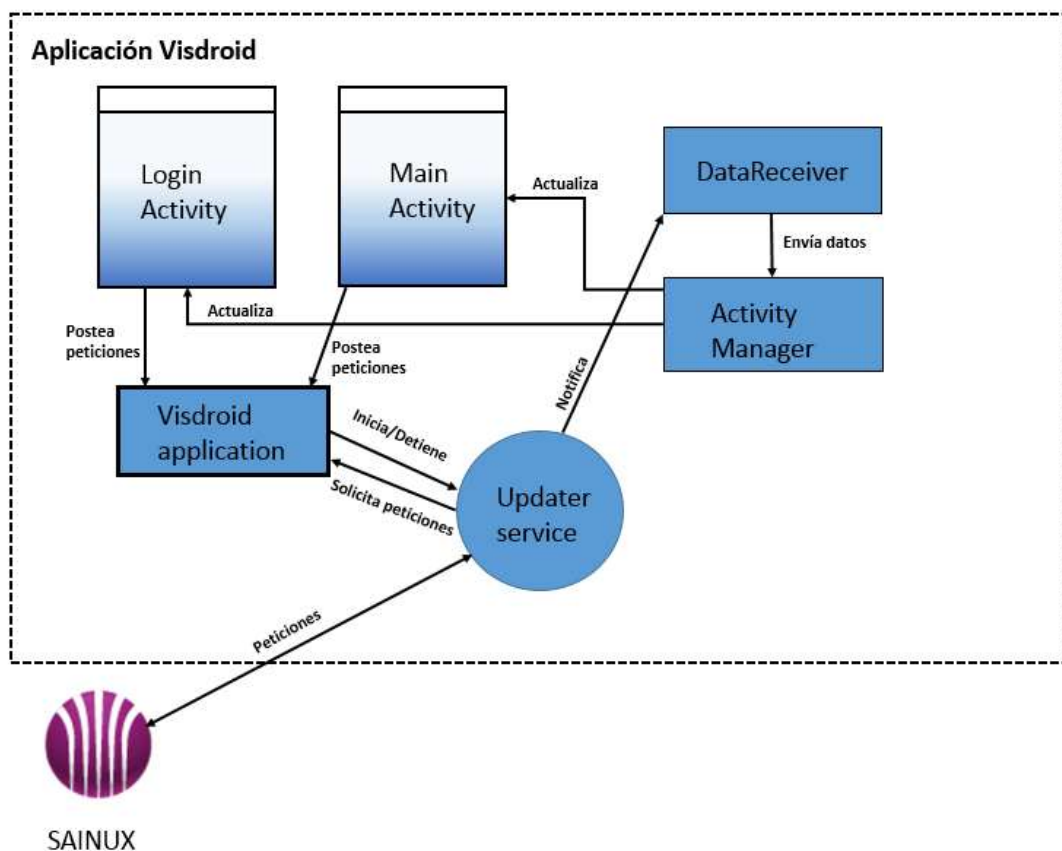 Aplicación Visdroid
Login
Activity
Main
Activity
DataReceiver
Actualiza
Envía datos
Actualiza
Activity
Manager
Postea
peticiones
Postea
peticiones
Notifica
Visdroid
application
Inicia/Detiene
Solicita peticiones
Updater
service
Peticiones
SAINUX